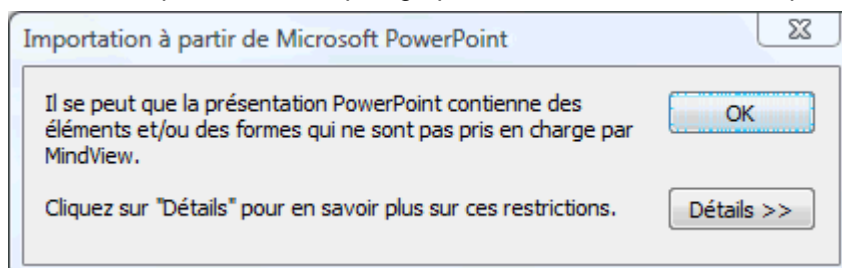 Importation à partir de Microsoft PowerPoint
Il se peut que la présentation PowerPoint contienne des
éléments et/ou des formes qui ne sont pas pris en charge par
MindView.
OK
Cliquez sur "Détails" pour en savoir plus sur ces restrictions.
Détails >>